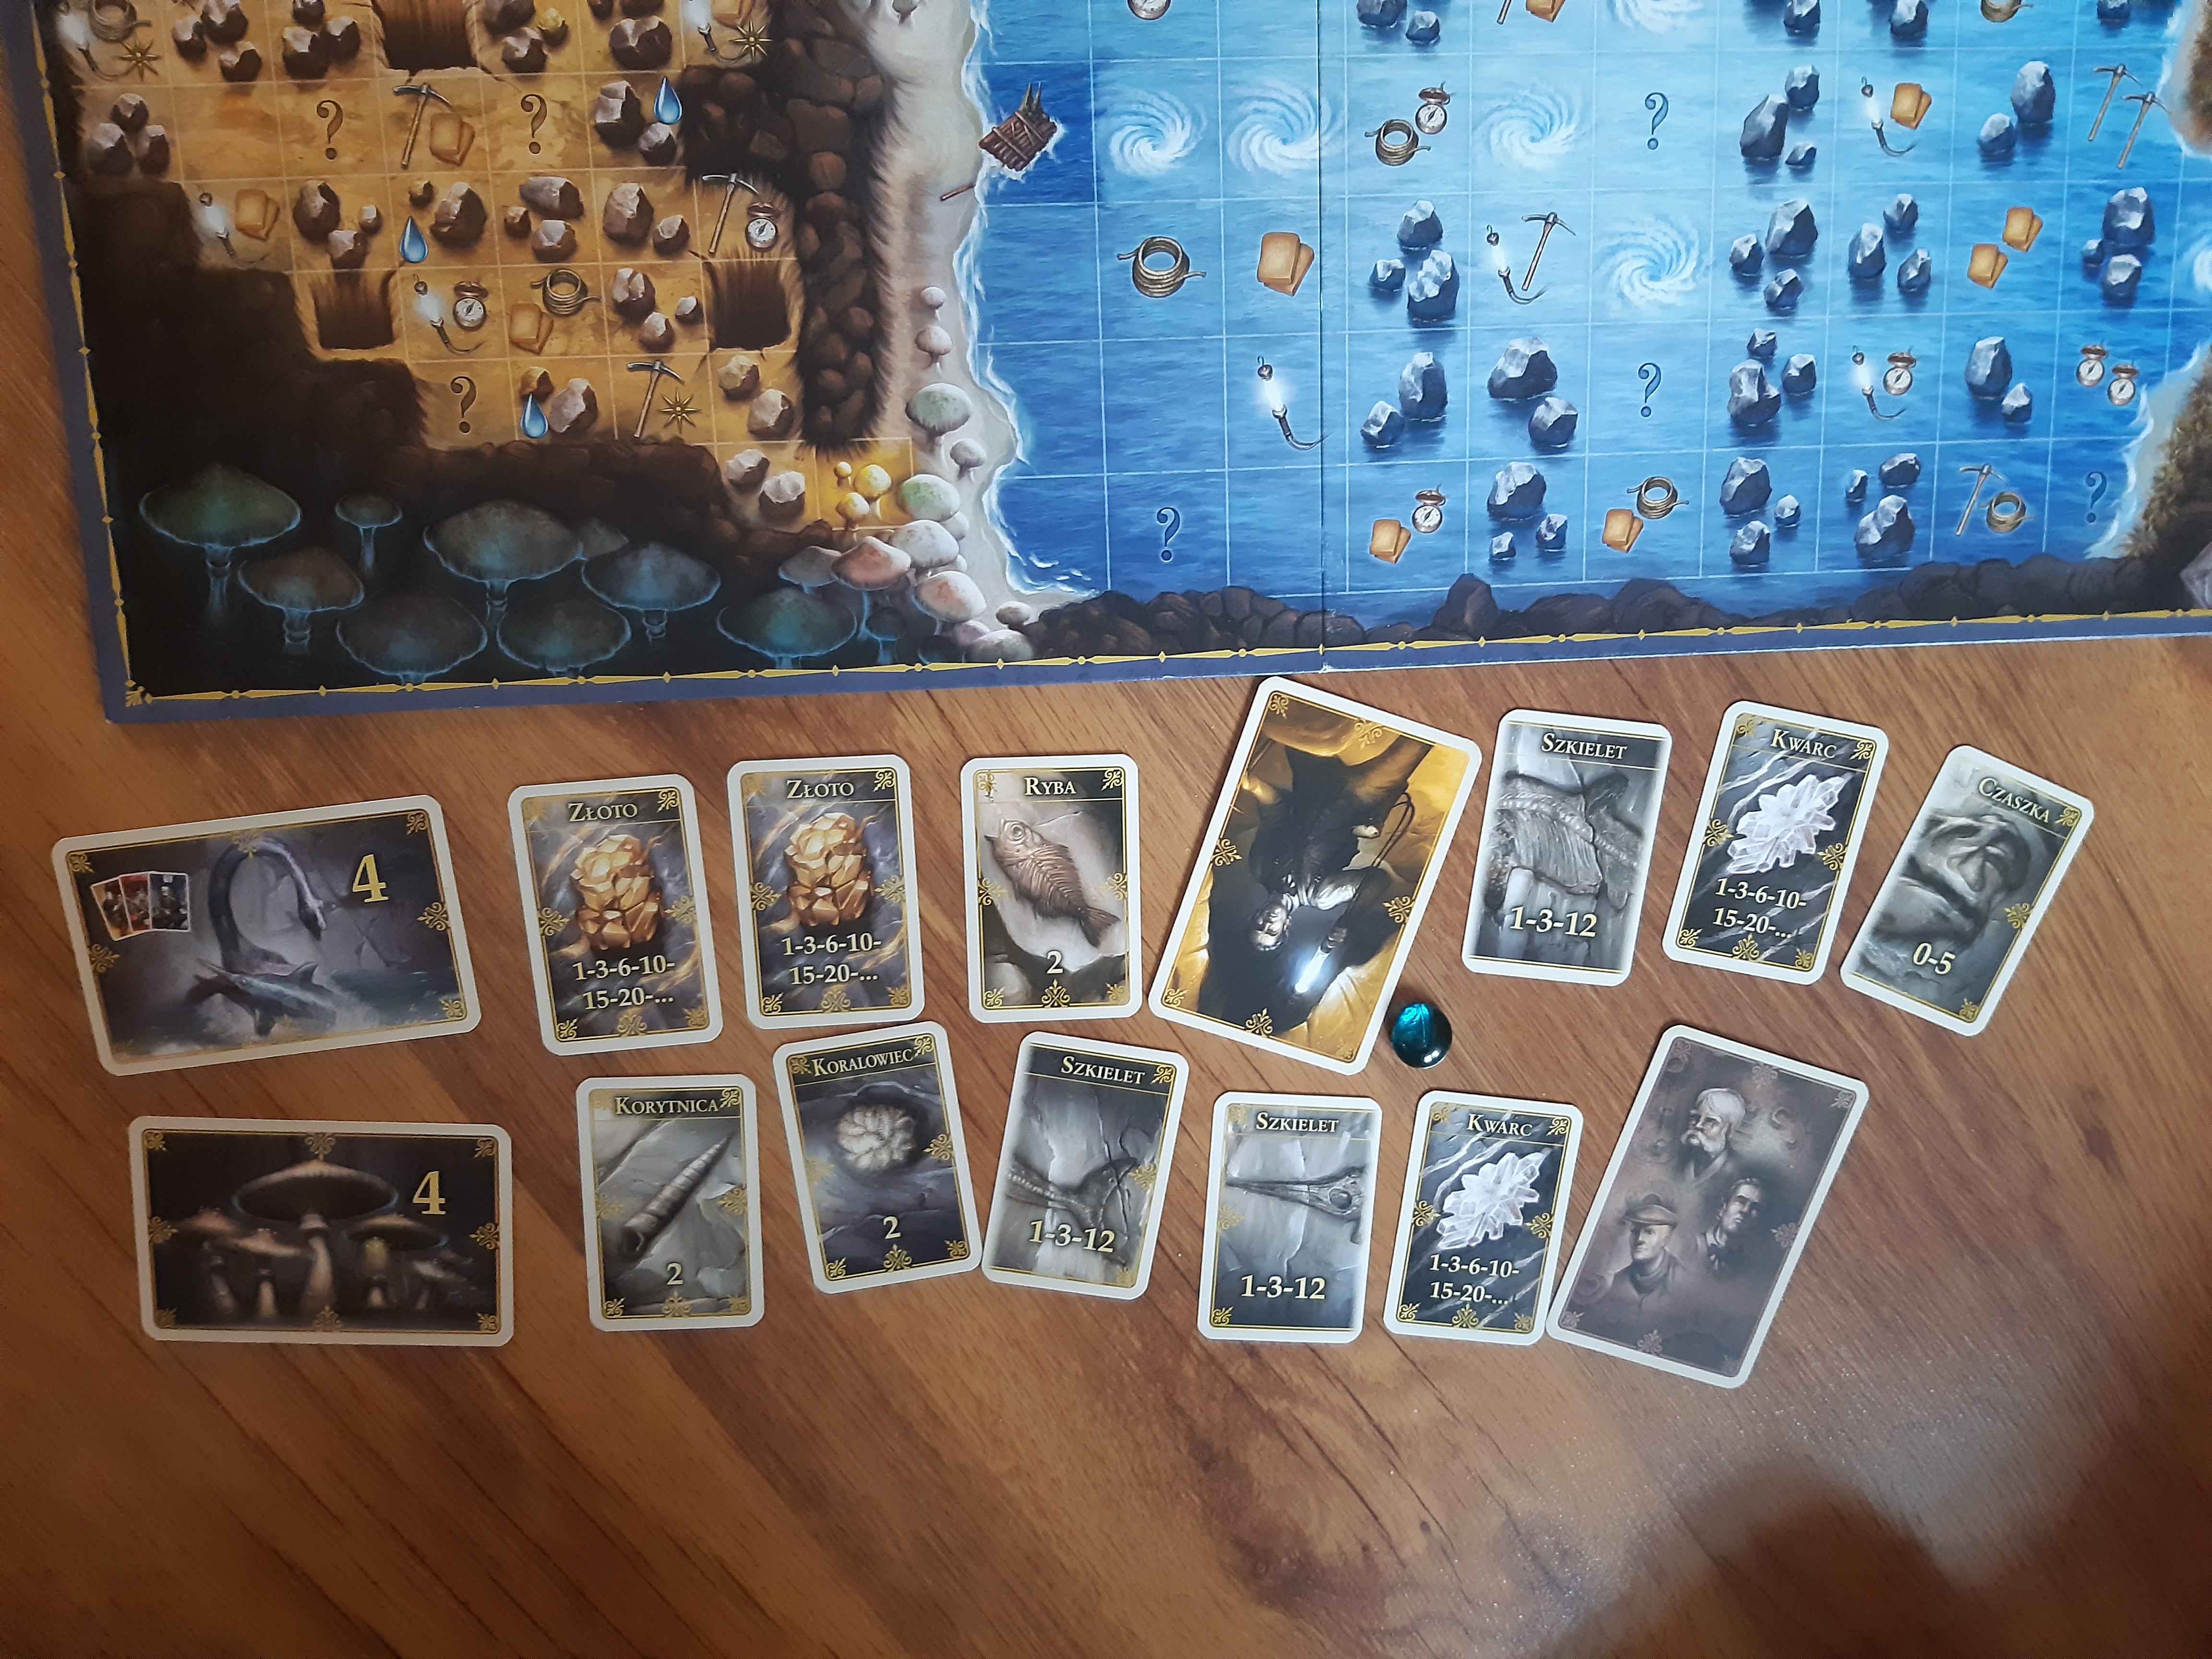 ?
?
?
?
?
?
?
?
4
ZŁOTO
1-3-6-10-
15-20-...
ZŁOTO
1-3-6-10-
15-20-...
RYBA
2
SZKIELET
1-3-12
KWARC
1-3-6-10-
15-20-...
CZASZKA
0-5
4
KORYTNICA
2
KORALOWIEC
2
SZKIELET
1-3-12
SZKIELET
1-3-12
KWARC
1-3-6-10-
15-20-...